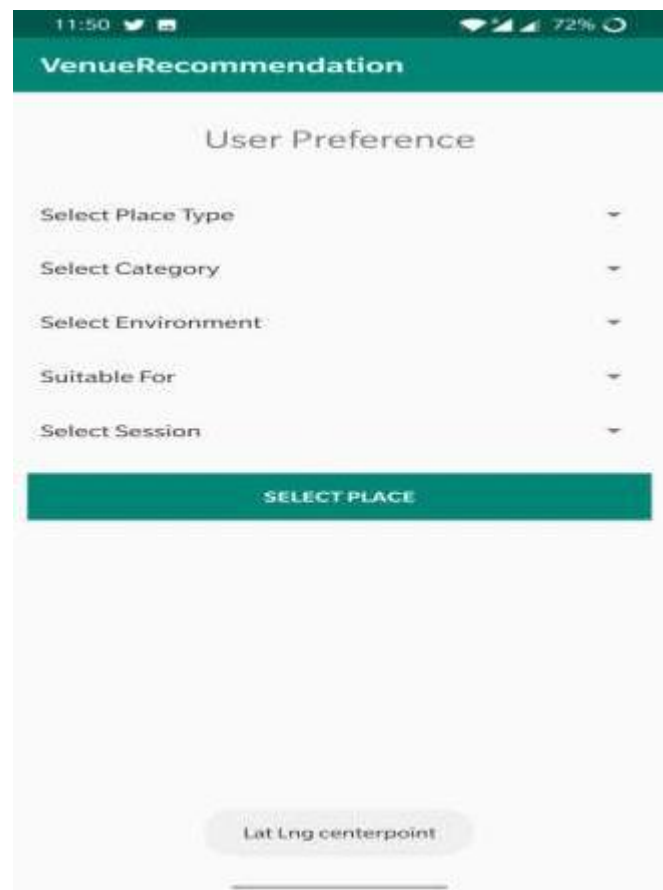 11:50 72%
VenueRecommendation
User Preference
Select Place Type
Select Category
Select Environment
Suitable For
Select Session
SELECT PLACE
Lat Lng centerpoint